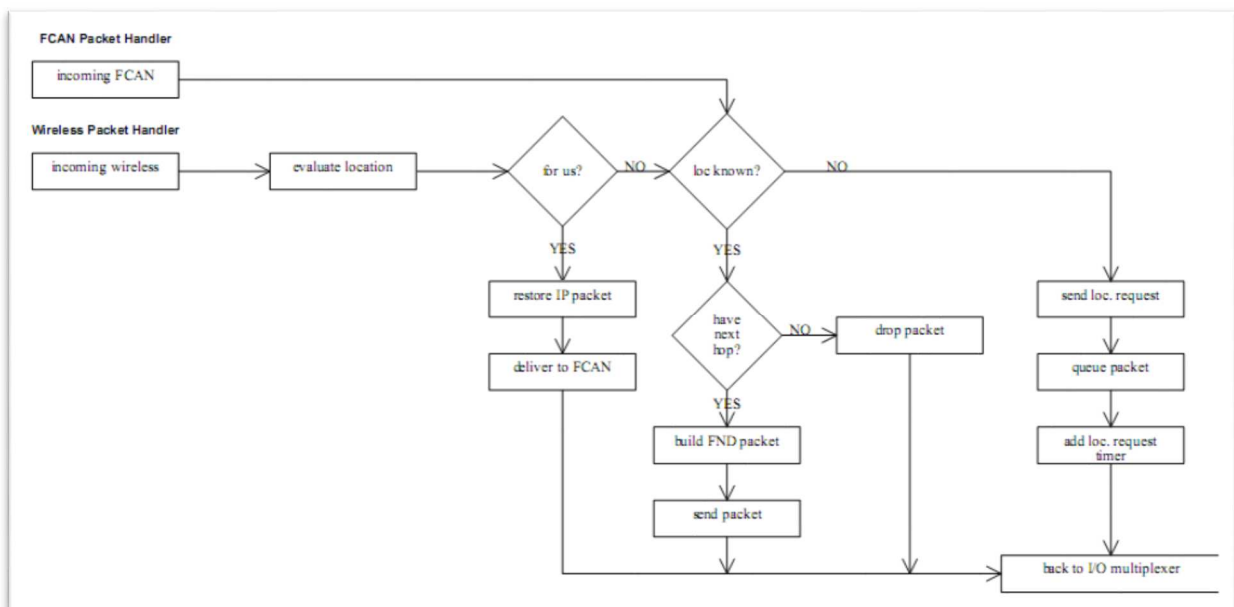 FCAN Packet Handler
incoming FCAN
Wireless Packet Handler
incoming wireless
evaluate location
for us?
NO
loc known?
NO
YES
YES
restore IP packet
send loc. request
have
next
hop?
NO
drop packet
deliver to FCAN
queue packet
YES
build FND packet
add loc. request
timer
send packet
back to I/O multiplexer